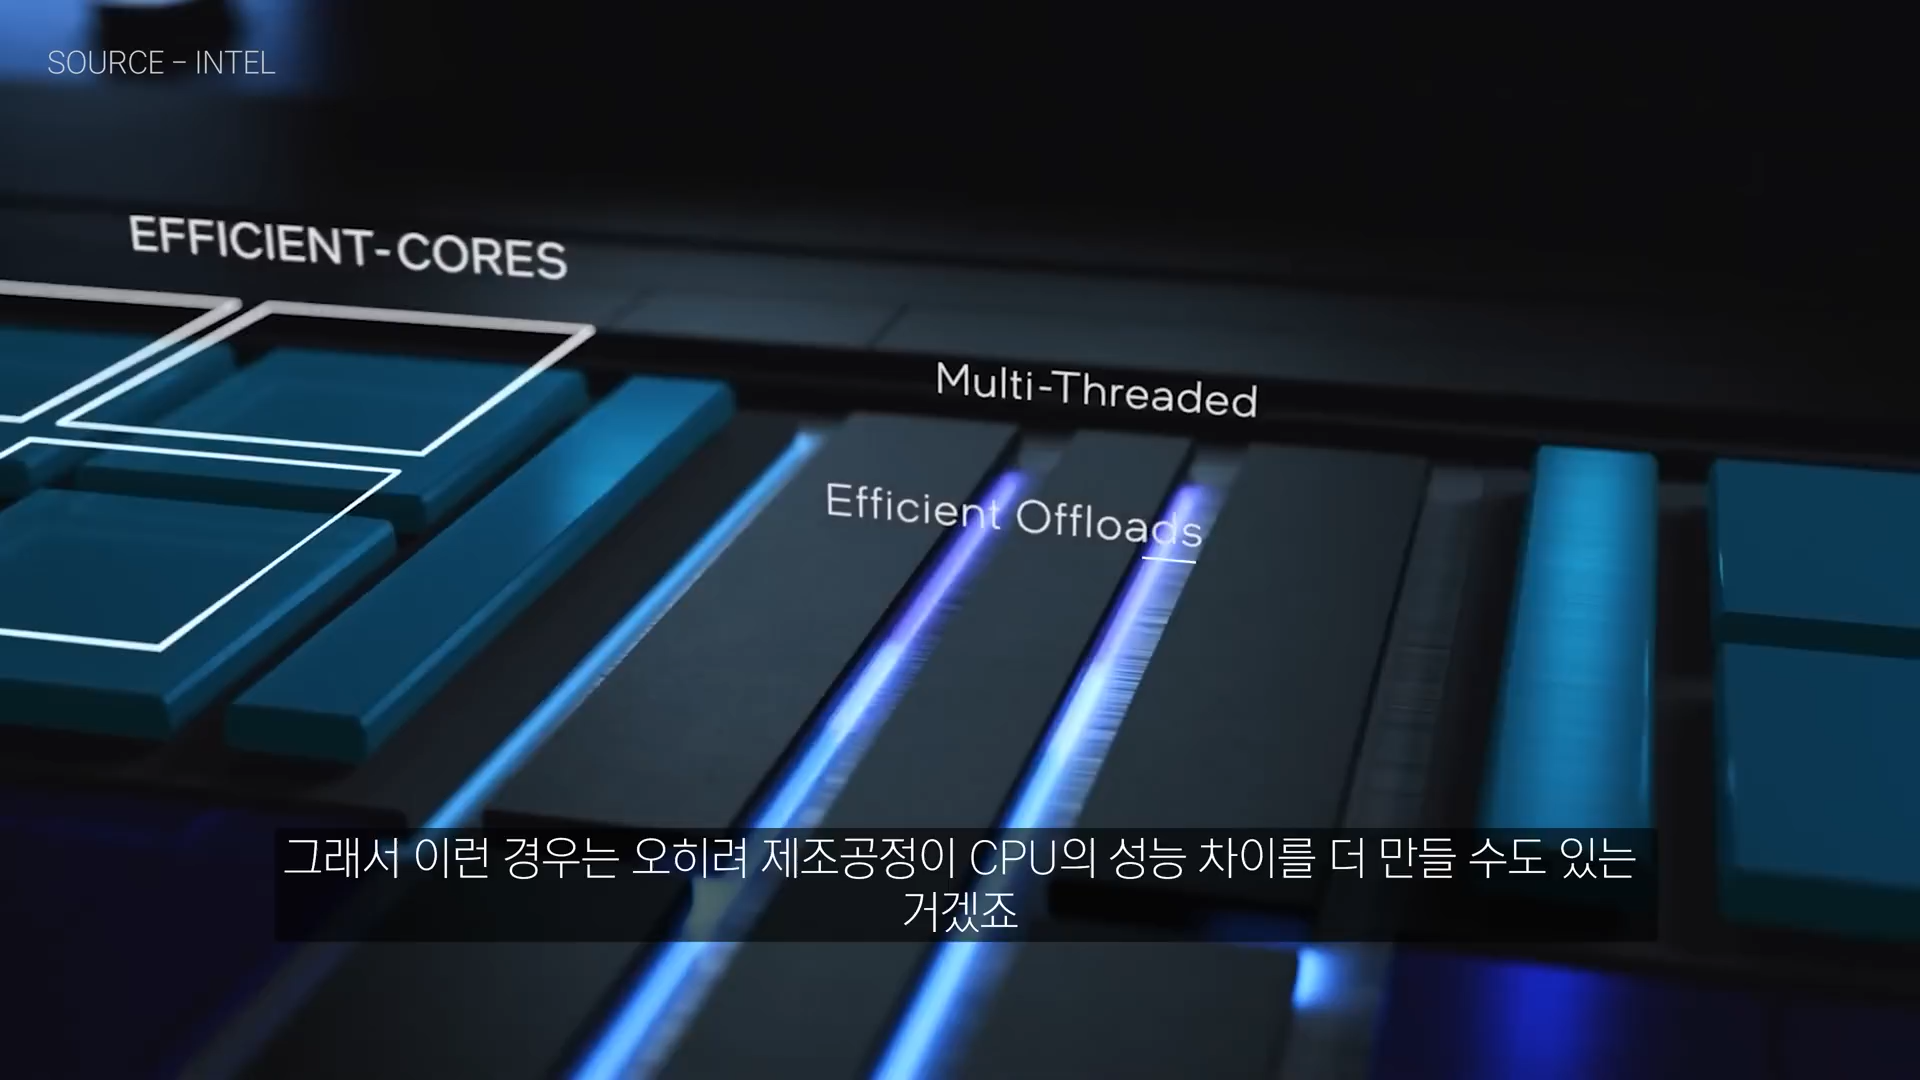 SOURCE – INTEL
EFFICIENT-CORES
Multi-Threaded
Efficient Offloads
그래서 이런 경우는 오히려 제조공정이 CPU의 성능 차이를 더 만들 수도 있는
거겠죠